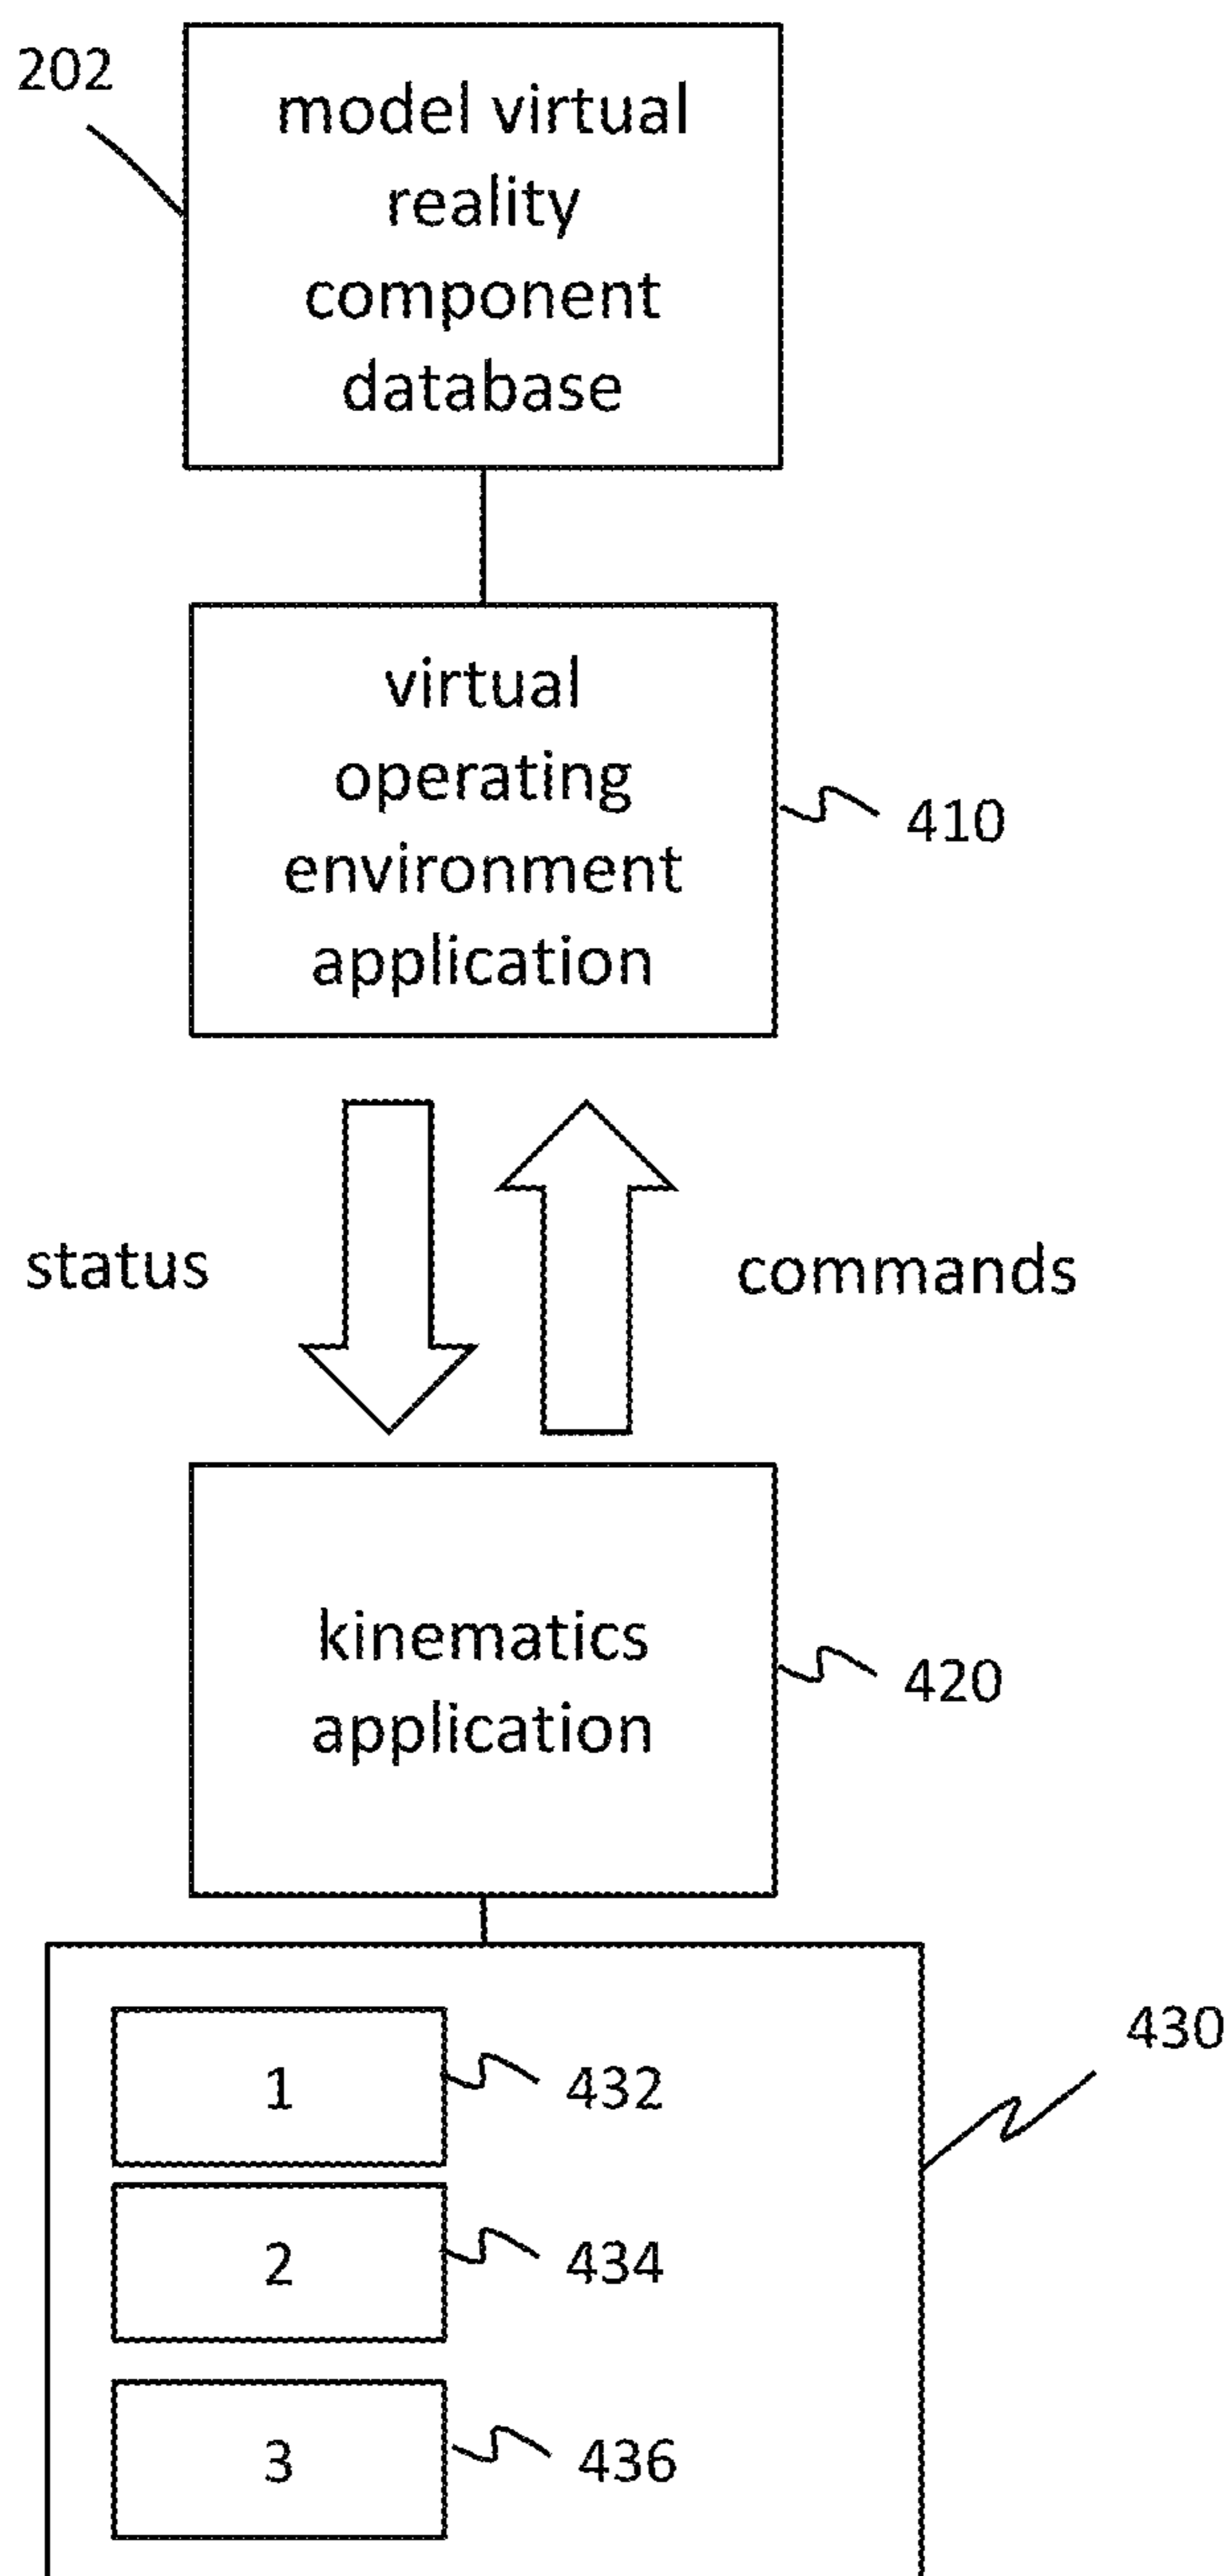 202
model virtual
reality
component
database
virtual
operating
environment
application
410
status
commands
kinematics
application
420
430
1
432
2
434
3
436